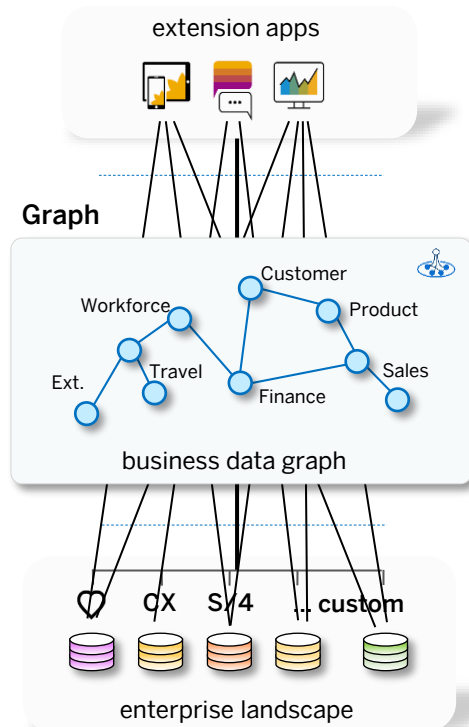 extension apps
Graph
Customer
Workforce
Product
Ext.
Travel
Sales
Finance
business data graph
CX
S/4
... custom
enterprise landscape